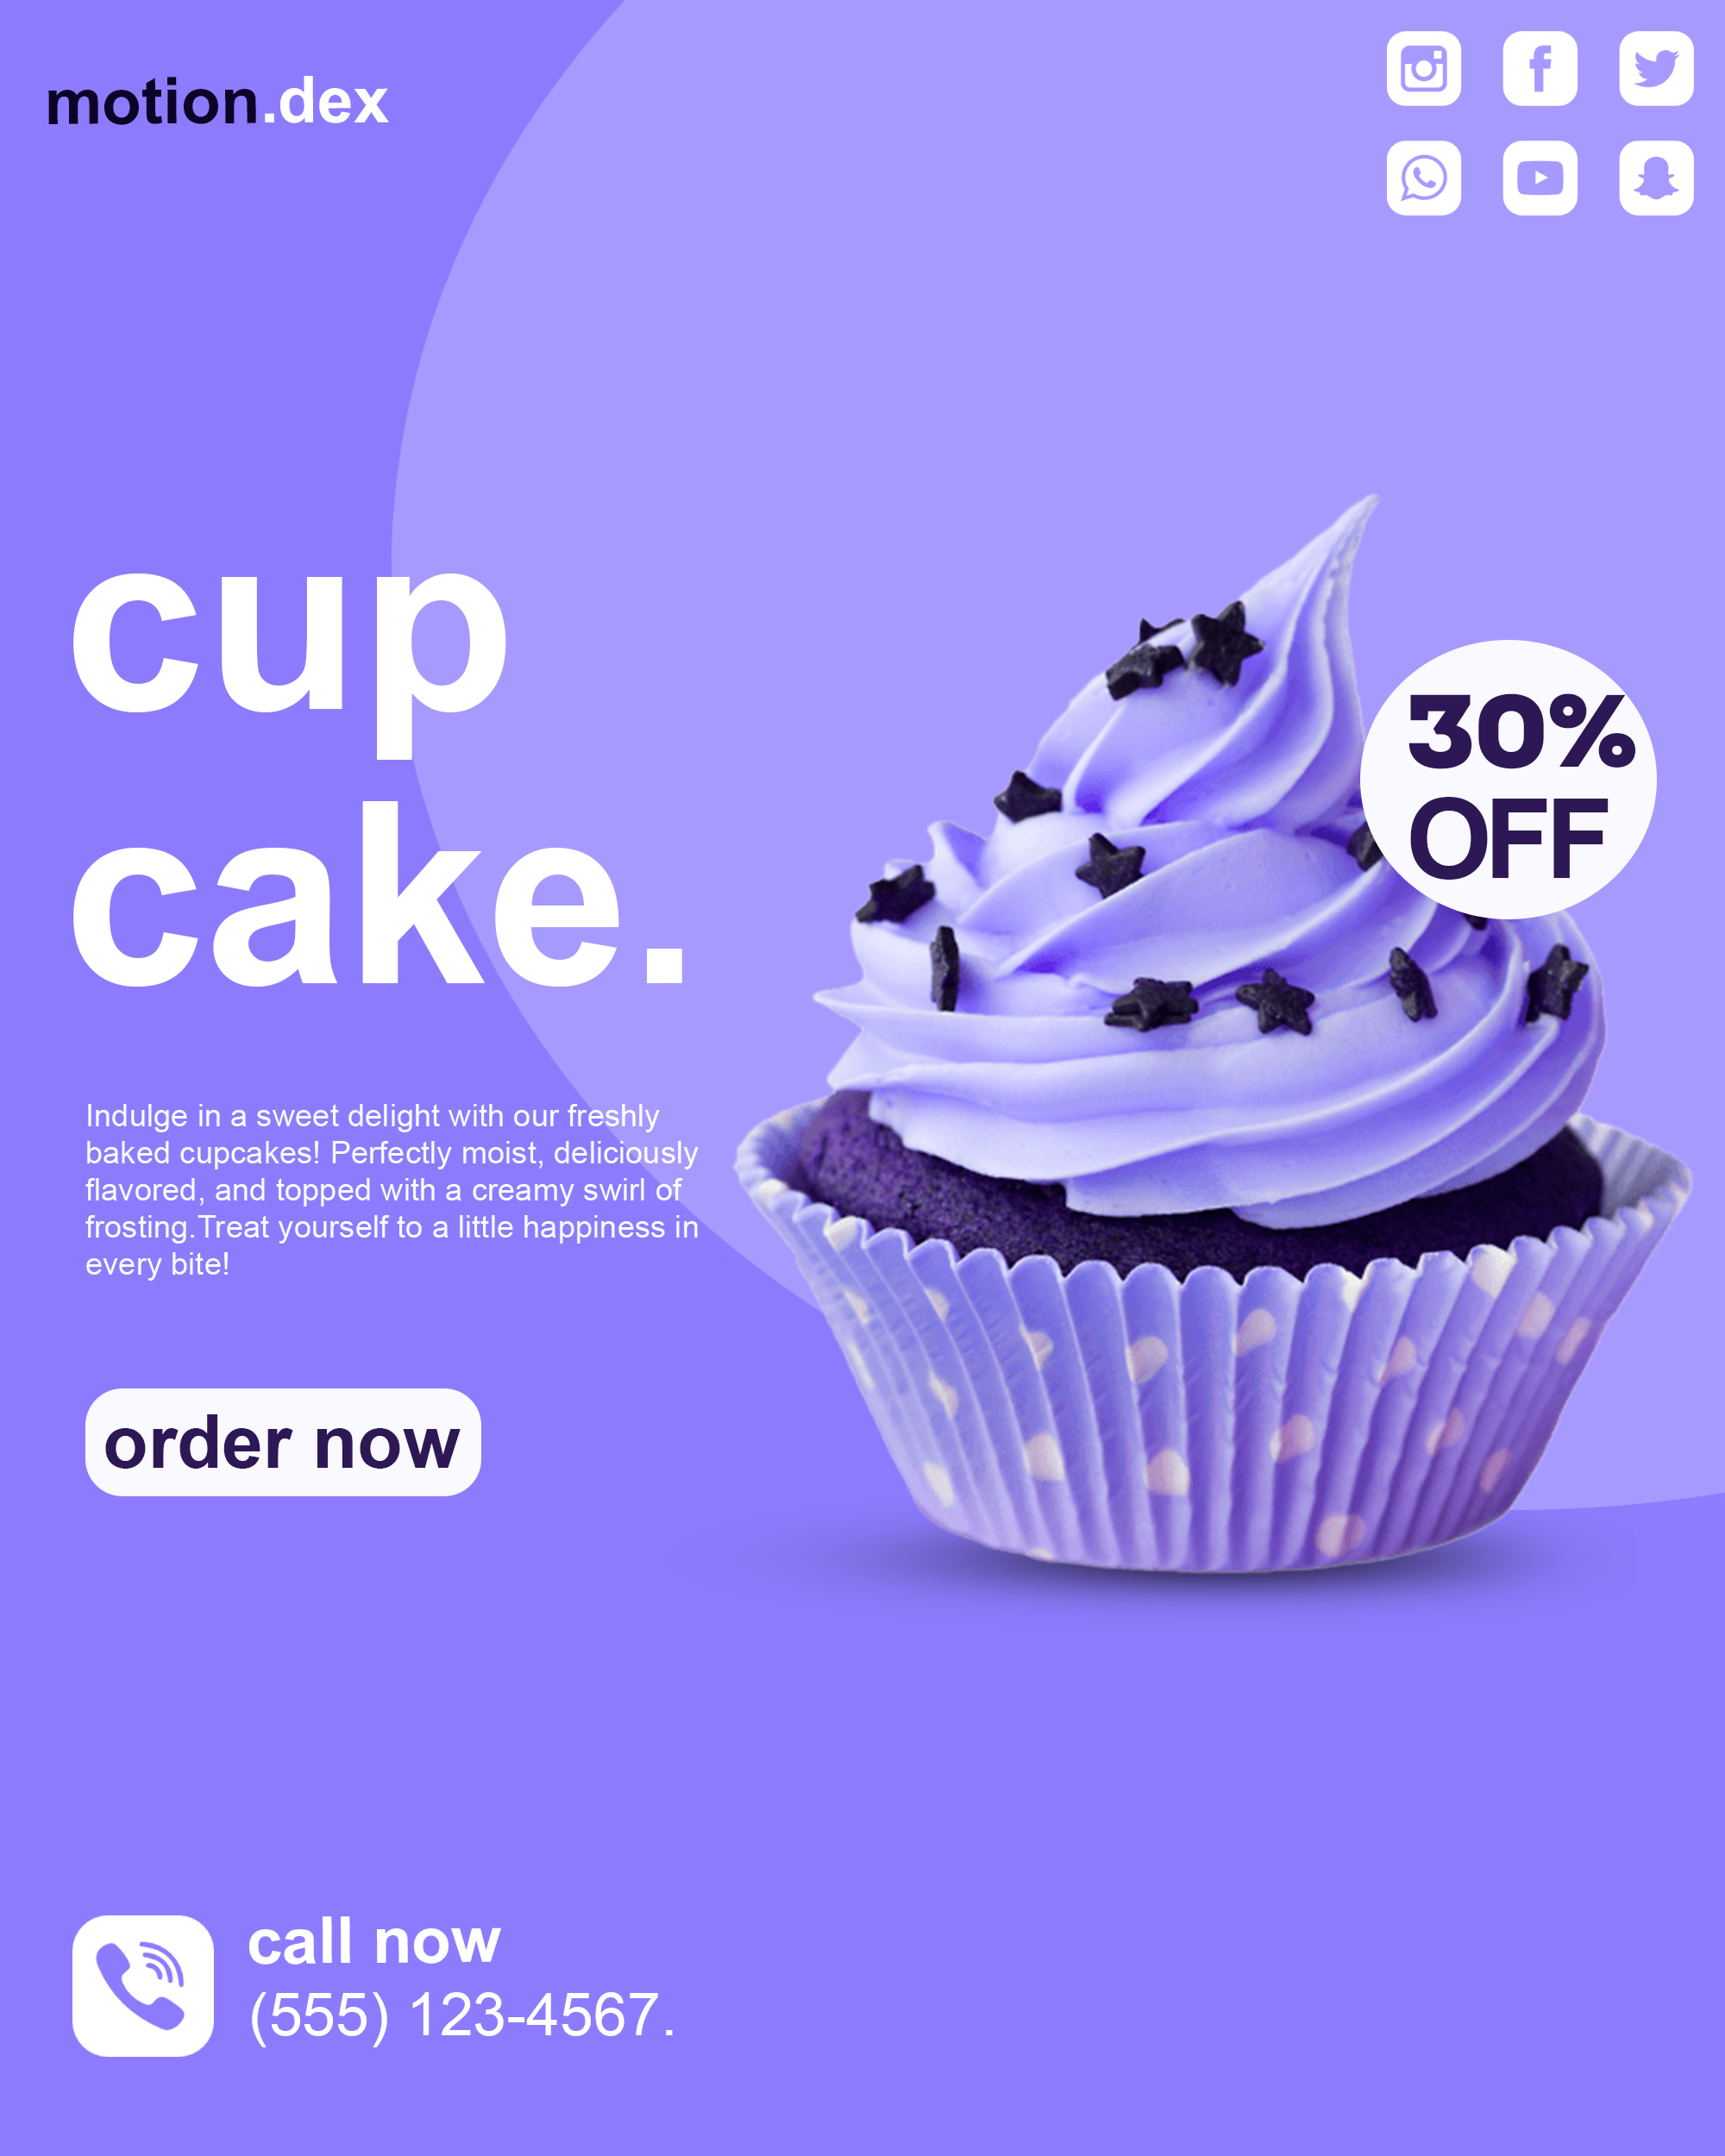 motion.dex
cup
cake.
30%
OFF
Indulge in a sweet delight with our freshly
baked cupcakes! Perfectly moist, deliciously
flavored, and topped with a creamy swirl of
frosting.Treat yourself to a little happiness in
every bite!
order now
call now
(555) 123-4567.